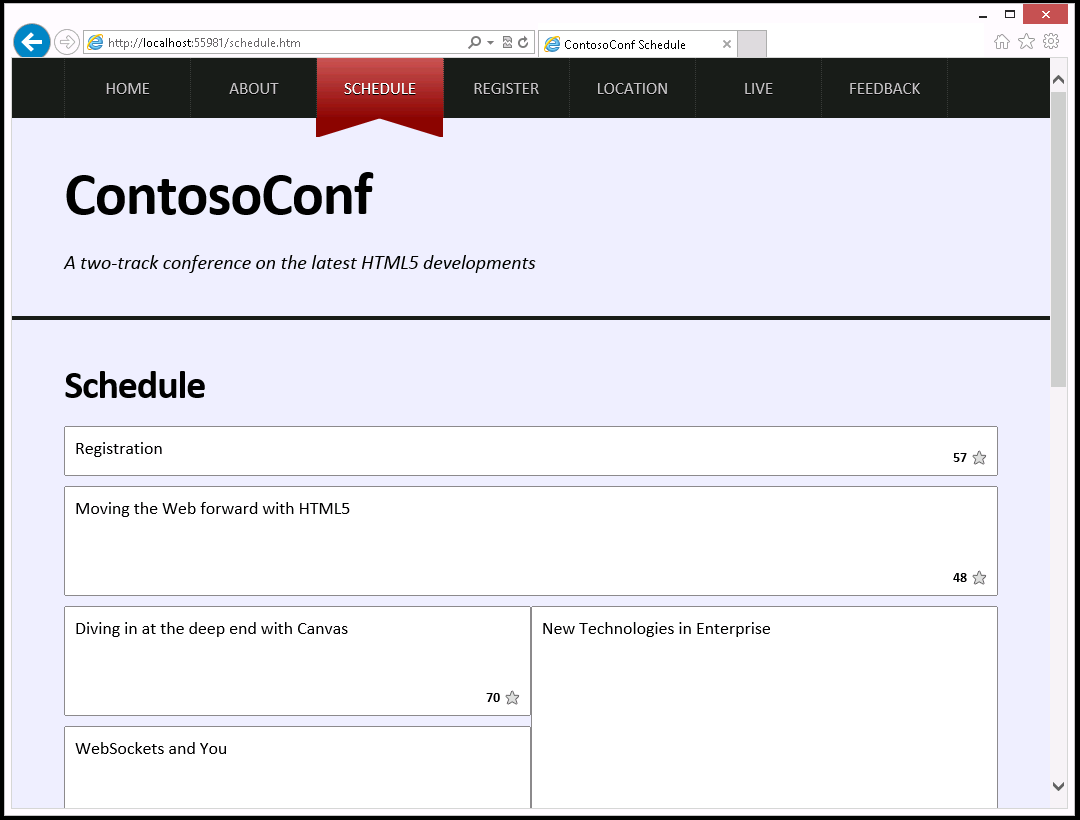 http://localhost:55981/schedule.htm
ContosoConf Schedule
HOME ABOUT SCHEDULE REGISTER LOCATION LIVE FEEDBACK
ContosoConf
A two-track conference on the latest HTML5 developments
Schedule
Registration
57
Moving the Web forward with HTML5
48
Diving in at the deep end with Canvas
70
New Technologies in Enterprise
WebSockets and You